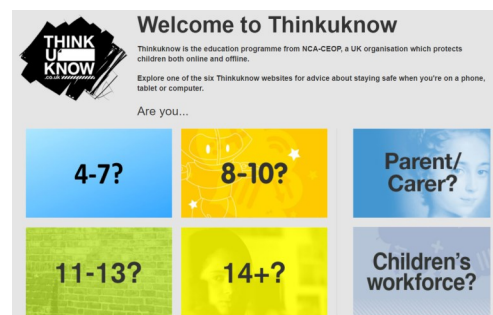 THINK
U
KNOW
.co.uk
Welcome to Thinkuknow
Thinkuknow is the education programme from NCA-CEOP, a UK organisation which protects
children both online and offline.
Explore one of the six Thinkuknow websites for advice about staying safe when you're on a phone,
tablet or computer.
Are you...
4-7?
8-10?
Parent/
Carer?
11-13?
14+?
Children's
workforce?